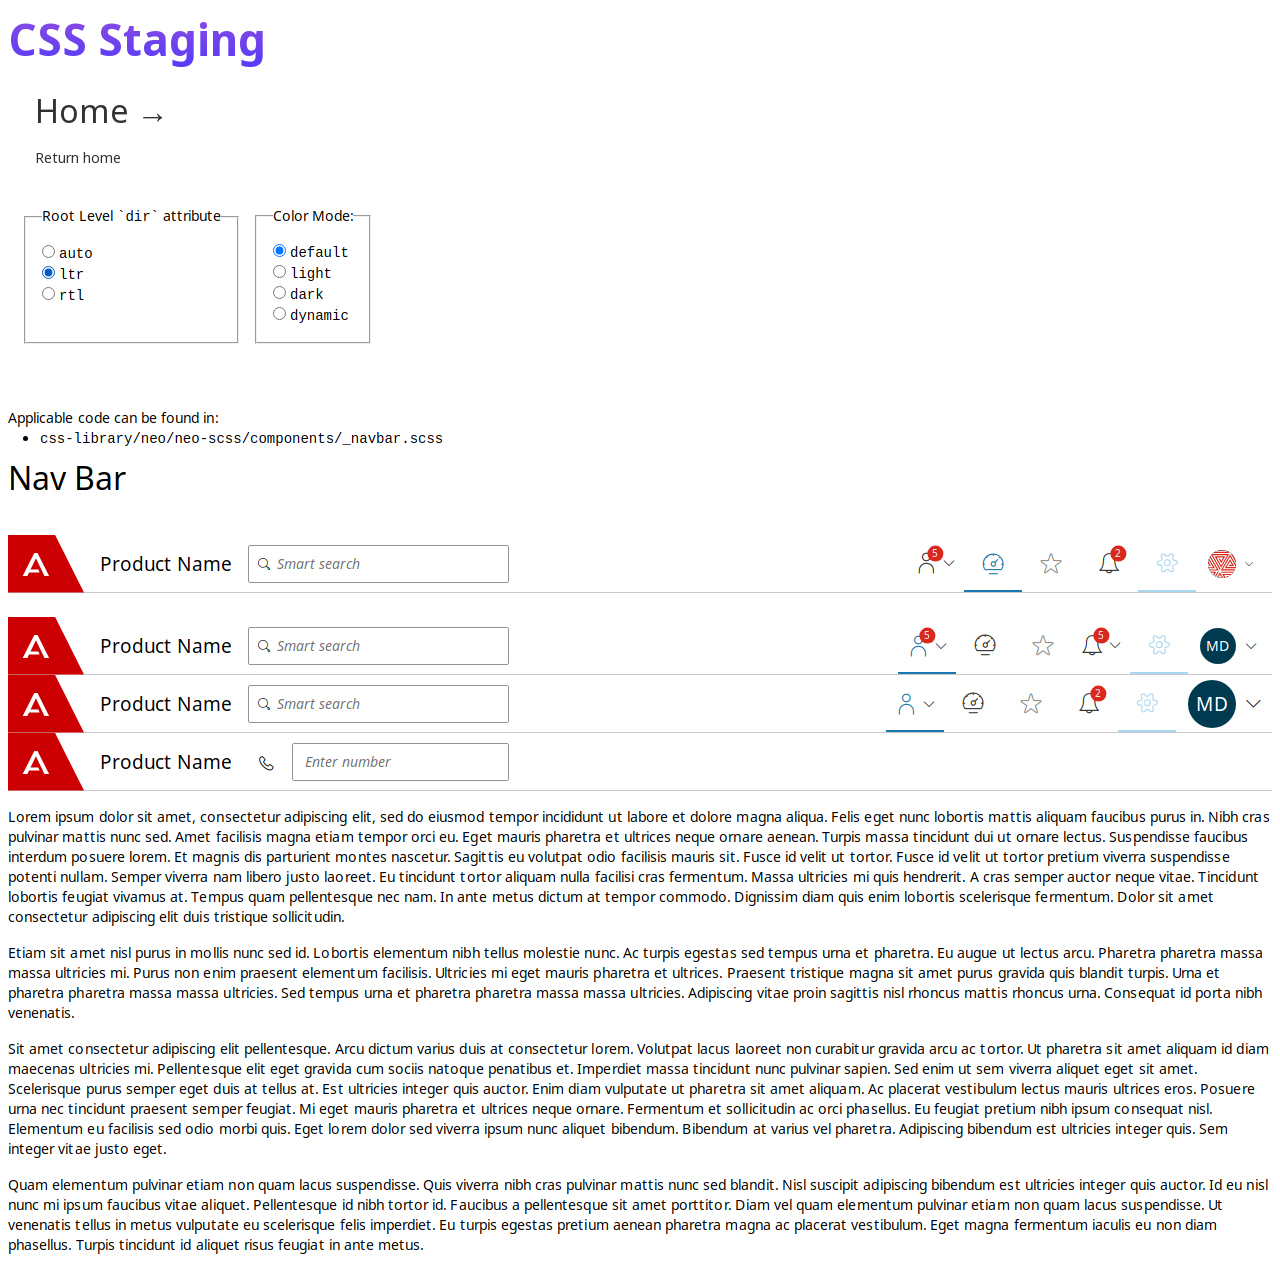 CSS Staging
Home →
Return home
Root Level `dir` attribute
auto
ltr
rtl
Color Mode:
default
light
dark
dynamic
Applicable code can be found in:
css-library/neo/neo-scss/components/_navbar.scss
Nav Bar
Product Name Smart search 5 2
Product Name Smart search 5 5 MD
Product Name Smart search 2 MD
Product Name Enter number
Lorem ipsum dolor sit amet, consectetur adipiscing elit, sed do eiusmod tempor incididunt ut labore et dolore magna aliqua. Felis eget nunc lobortis mattis aliquam faucibus purus in. Nibh cras
pulvinar mattis nunc sed. Amet facilisis magna etiam tempor orci eu. Eget mauris pharetra et ultrices neque ornare aenean. Turpis massa tincidunt dui ut ornare lectus. Suspendisse faucibus
interdum posuere lorem. Et magnis dis parturient montes nascetur. Sagittis eu volutpat odio facilisis mauris sit. Fusce id velit ut tortor. Fusce id velit ut tortor pretium viverra suspendisse
potenti nullam. Semper viverra nam libero justo laoreet. Eu tincidunt tortor aliquam nulla facilisi cras fermentum. Massa ultricies mi quis hendrerit. A cras semper auctor neque vitae. Tincidunt
lobortis feugiat vivamus at. Tempus quam pellentesque nec nam. In ante metus dictum at tempor commodo. Dignissim diam quis enim lobortis scelerisque fermentum. Dolor sit amet
consectetur adipiscing elit duis tristique sollicitudin.
Etiam sit amet nisl purus in mollis nunc sed id. Lobortis elementum nibh tellus molestie nunc. Ac turpis egestas sed tempus urna et pharetra. Eu augue ut lectus arcu. Pharetra pharetra massa
massa ultricies mi. Purus non enim praesent elementum facilisis. Ultricies mi eget mauris pharetra et ultrices. Praesent tristique magna sit amet purus gravida quis blandit turpis. Urna et
pharetra pharetra massa massa ultricies. Sed tempus urna et pharetra pharetra massa massa ultricies. Adipiscing vitae proin sagittis nisl rhoncus mattis rhoncus urna. Consequat id porta nibh
venenatis.
Sit amet consectetur adipiscing elit pellentesque. Arcu dictum varius duis at consectetur lorem. Volutpat lacus laoreet non curabitur gravida arcu ac tortor. Ut pharetra sit amet aliquam id diam
maecenas ultricies mi. Pellentesque elit eget gravida cum sociis natoque penatibus et. Imperdiet massa tincidunt nunc pulvinar sapien. Sed enim ut sem viverra aliquet eget sit amet.
Scelerisque purus semper eget duis at tellus at. Est ultricies integer quis auctor. Enim diam vulputate ut pharetra sit amet aliquam. Ac placerat vestibulum lectus mauris ultrices eros. Posuere
urna nec tincidunt praesent semper feugiat. Mi eget mauris pharetra et ultrices neque ornare. Fermentum et sollicitudin ac orci phasellus. Eu feugiat pretium nibh ipsum consequat nisl.
Elementum eu facilisis sed odio morbi quis. Eget lorem dolor sed viverra ipsum nunc aliquet bibendum. Bibendum at varius vel pharetra. Adipiscing bibendum est ultricies integer quis. Sem
integer vitae justo eget.
Quam elementum pulvinar etiam non quam lacus suspendisse. Quis viverra nibh cras pulvinar mattis nunc sed blandit. Nisl suscipit adipiscing bibendum est ultricies integer quis auctor. Id eu nisl
nunc mi ipsum faucibus vitae aliquet. Pellentesque id nibh tortor id. Faucibus a pellentesque sit amet porttitor. Diam vel quam elementum pulvinar etiam non quam lacus suspendisse. Ut
venenatis tellus in metus vulputate eu scelerisque felis imperdiet. Eu turpis egestas pretium aenean pharetra magna ac placerat vestibulum. Eget magna fermentum iaculis eu non diam
phasellus. Turpis tincidunt id aliquet risus feugiat in ante metus.